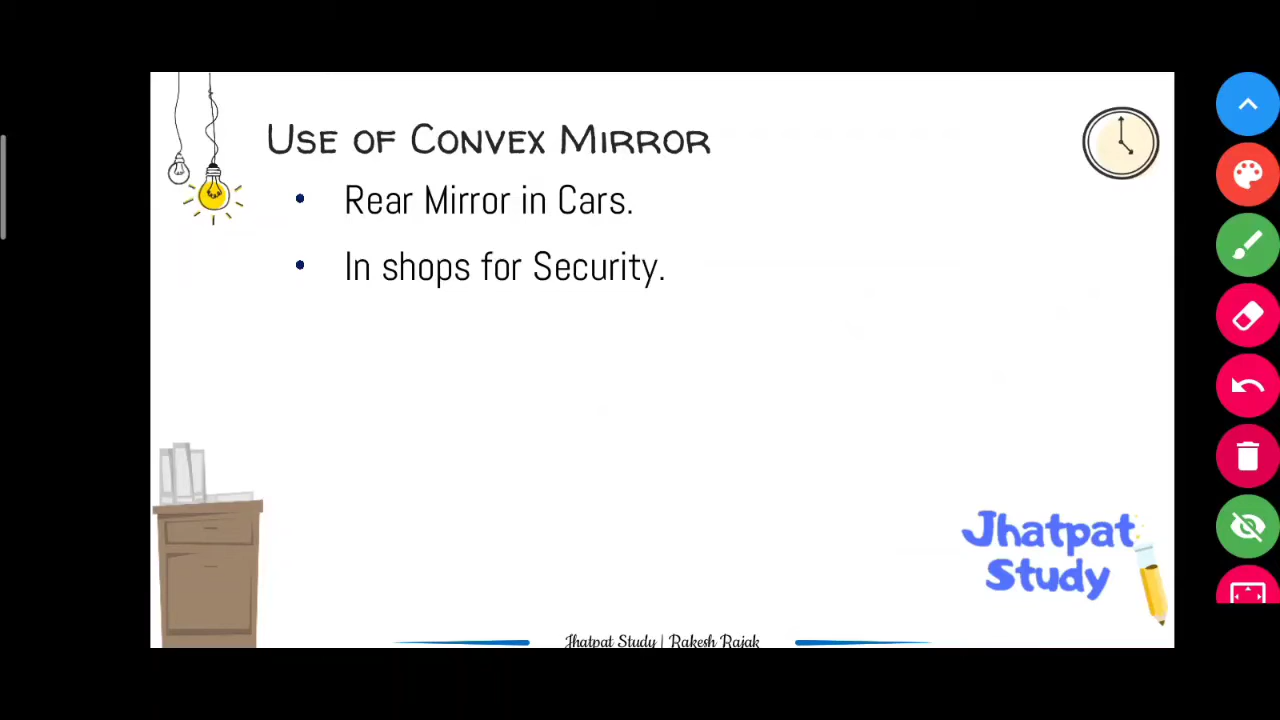 Use of Convex Mirror
• Rear Mirror in Cars.
• In shops for Security.
Jhatpat
Study
Jhatpat Study | Rakesh Rajak